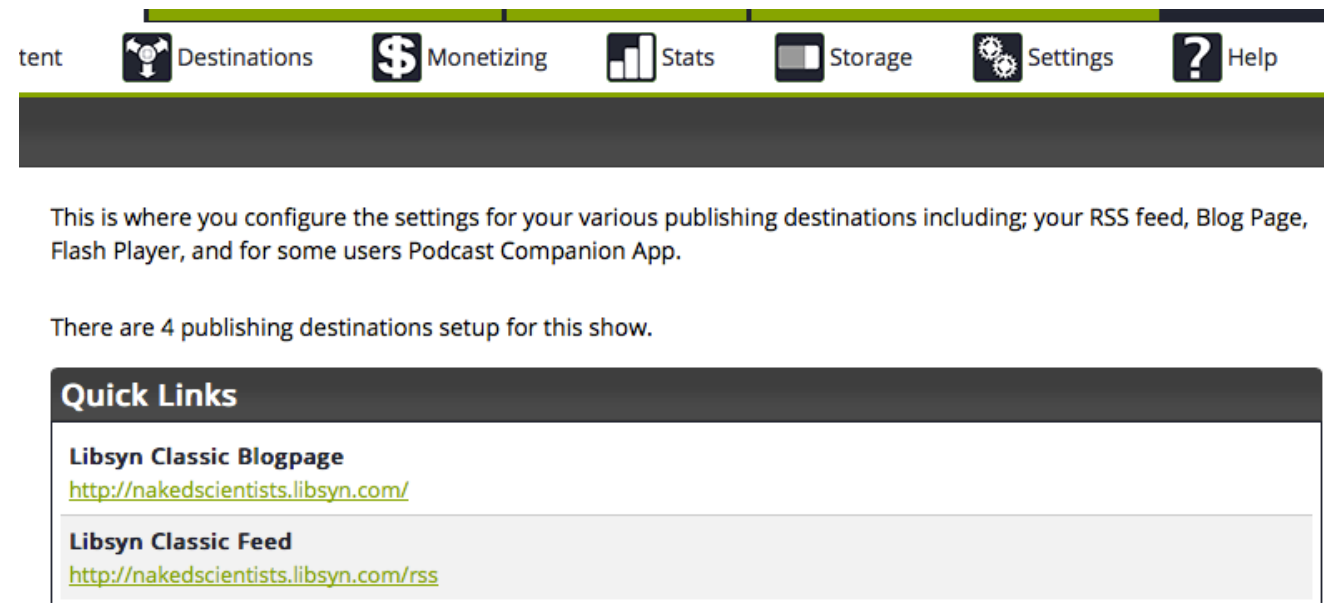 tent Destinations Monetizing Stats Storage Settings Help
This is where you configure the settings for your various publishing destinations including; your RSS feed, Blog Page,
Flash Player, and for some users Podcast Companion App.
There are 4 publishing destinations setup for this show.
Quick Links
Libsyn Classic Blogpage
http://nakedscientists.libsyn.com/
Libsyn Classic Feed
http://nakedscientists.libsyn.com/rss